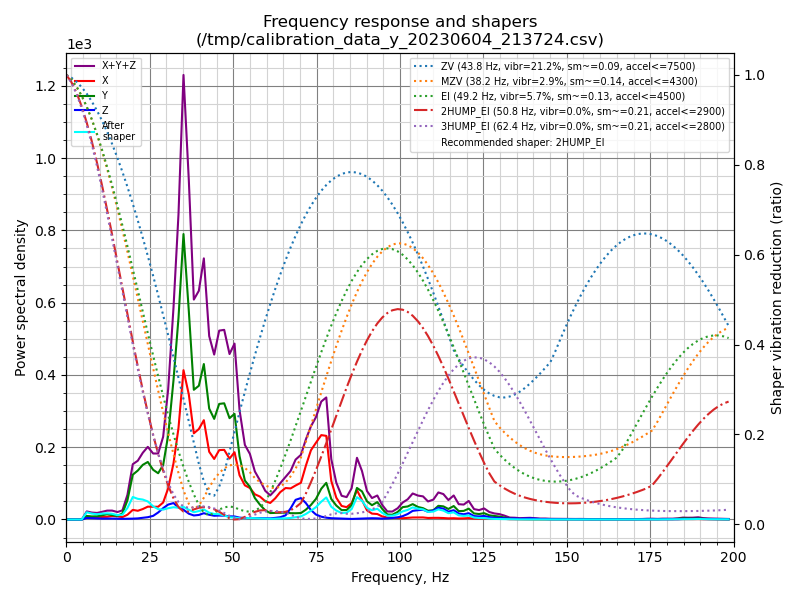 Frequency response and shapers
(/tmp/calibration_data_y_20230604_213724.csv)
1e3
X+Y+Z
X
Y
Z
After
shaper
ZV (43.8 Hz, vibr=21.2%, sm~=0.09, accel<=7500)
MZV (38.2 Hz, vibr=2.9%, sm~=0.14, accel<=4300)
EI (49.2 Hz, vibr=5.7%, sm~=0.13, accel<=4500)
2HUMP_EI (50.8 Hz, vibr=0.0%, sm~=0.21, accel<=2900)
3HUMP_EI (62.4 Hz, vibr=0.0%, sm~=0.21, accel<=2800)
Recommended shaper: 2HUMP_EI
Power spectral density
1.2
1.0
0.8
0.6
0.4
0.2
0.0
1.0
0.8
0.6
0.4
0.2
0.0
Shaper vibration reduction (ratio)
0 25 50 75 100 125 150 175 200
Frequency, Hz